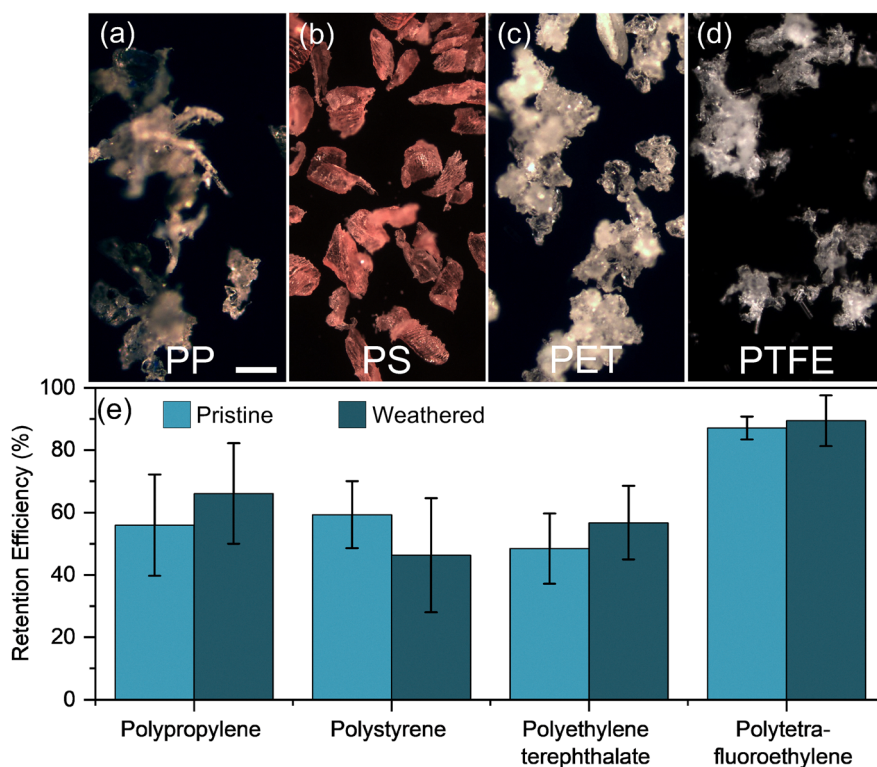 (a)
(b)
(c)
(d)
PP
PS
PET
PTFE
(e)
Pristine
Weathered
Retention Efficiency (%)
100
80
60
40
20
0
Polypropylene
Polystyrene
Polyethylene
terephthalate
Polytetra-
fluoroethylene